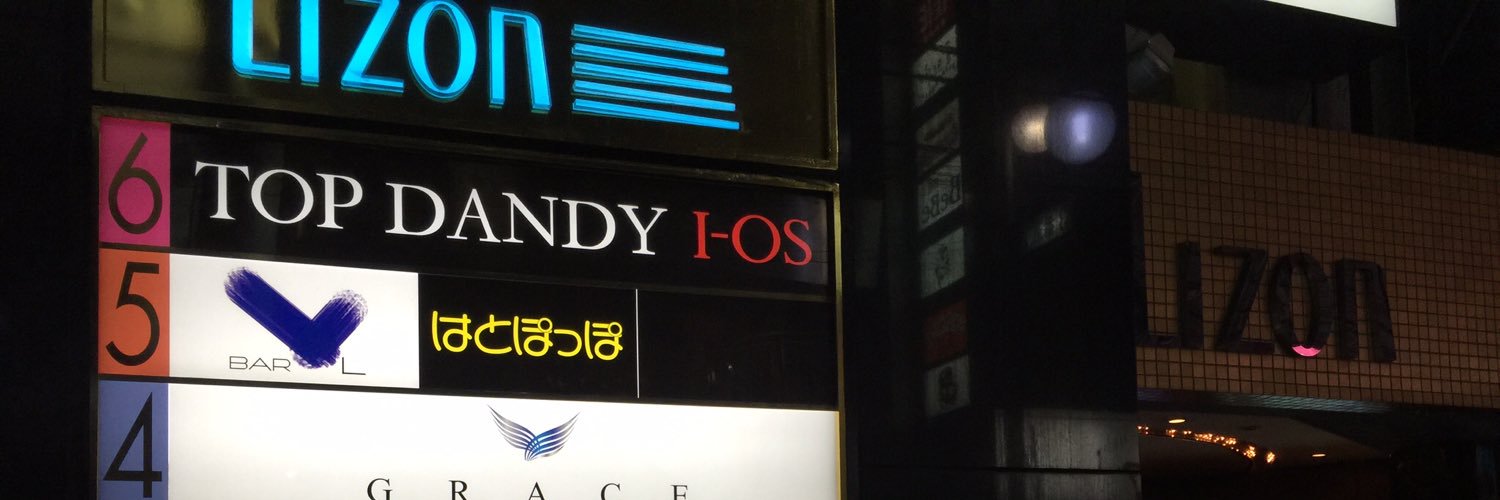 LIZON
6 TOP DANDY I-OS
5 BAR L はとぽっぽ
4 GRACE
LIZON